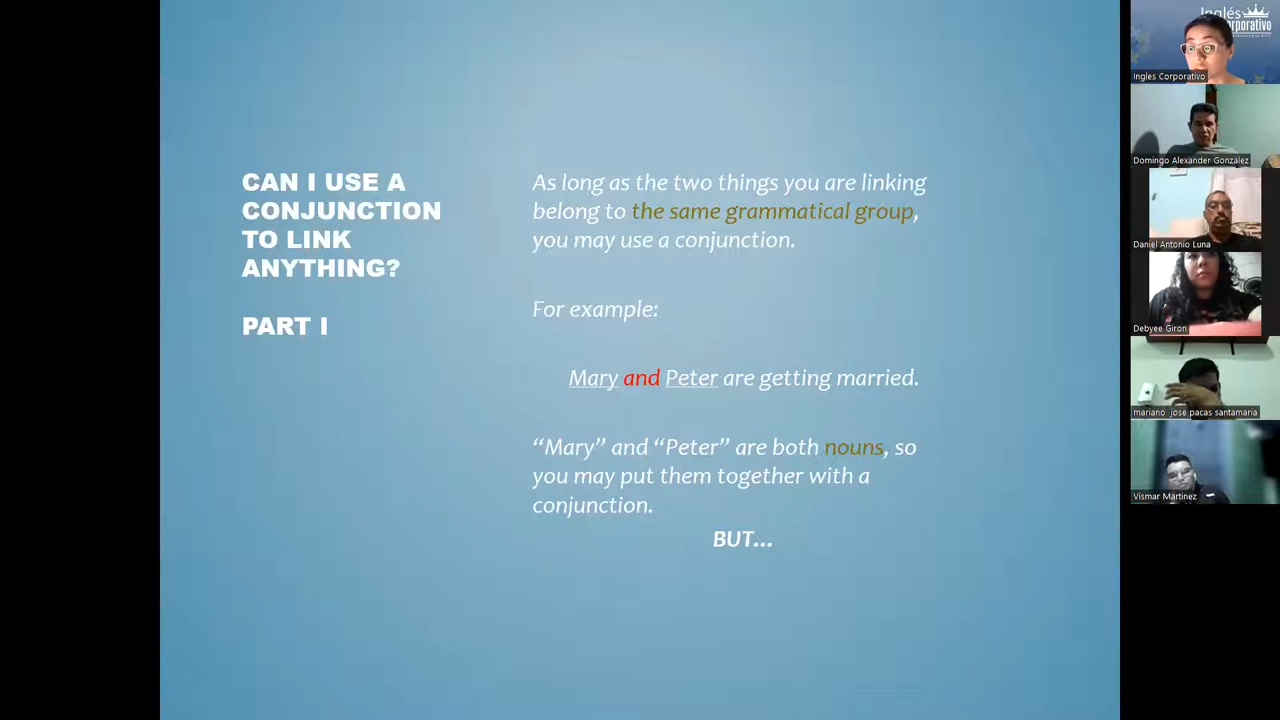 CAN I USE A
CONJUNCTION
TO LINK
ANYTHING?
PART I
As long as the two things you are linking
belong to the same grammatical group,
you may use a conjunction.
For example:
Mary and Peter are getting married.
“Mary” and “Peter” are both nouns, so
you may put them together with a
conjunction.
BUT...
Inglés
Ingles Corporativo
Domingo Alexander González
Daniel Antonio Luna
Debyee Giron
mariano jose pacas santamaria
Vismar Martinez